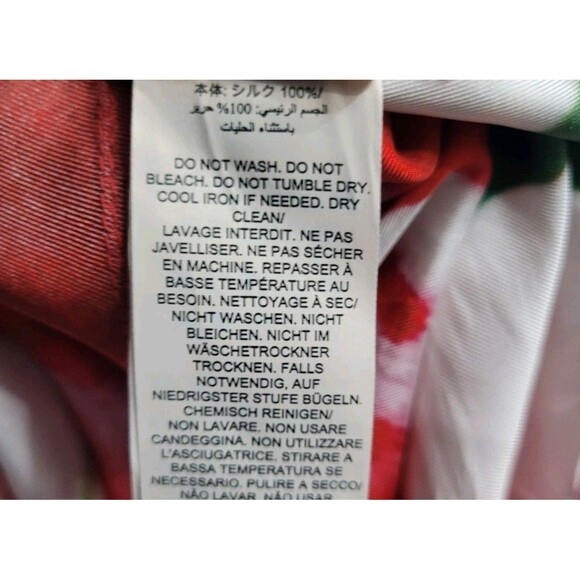 本体: シルク 100%/
الجسم الرئيسي: 100% حرير
باستثناء الحليات
DO NOT WASH. DO NOT
BLEACH. DO NOT TUMBLE DRY.
COOL IRON IF NEEDED. DRY
CLEAN/
LAVAGE INTERDIT. NE PAS
JAVELLISER. NE PAS SÉCHER
EN MACHINE. REPASSER À
BASSE TEMPÉRATURE AU
BESOIN. NETTOYAGE À SEC/
NICHT WASCHEN. NICHT
BLEICHEN. NICHT IM
WÄSCHETROCKNER
TROCKNEN. FALLS
NOTWENDIG, AUF
NIEDRIGSTER STUFE BÜGELN.
CHEMISCH REINIGEN/
NON LAVARE. NON USARE
CANDEGGINA. NON UTILIZZARE
L'ASCIUGATRICE. STIRARE A
BASSA TEMPERATURA SE
NECESSARIO. PULIRE A SECCO/
NÃO LAVAR. NÃO USAR